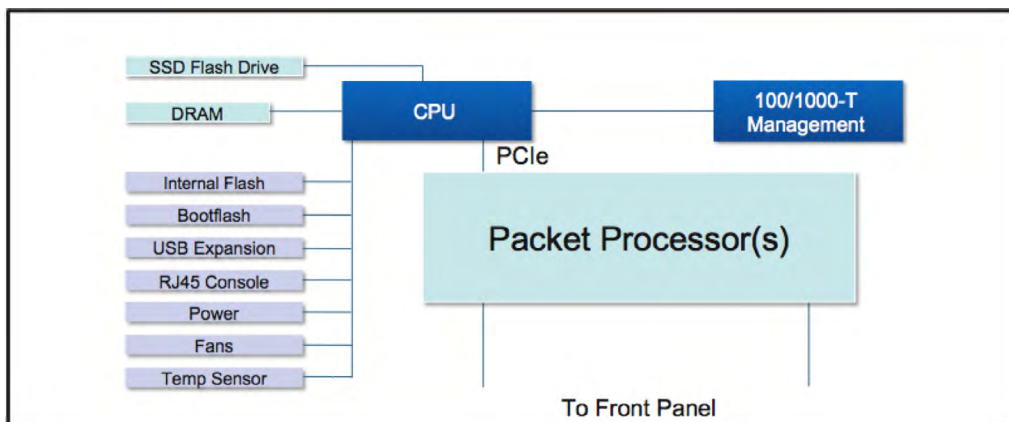 SSD Flash Drive
DRAM
CPU
100/1000-T
Management
PCIe
Internal Flash
Bootflash
USB Expansion
RJ45 Console
Power
Fans
Temp Sensor
Packet Processor(s)
To Front Panel